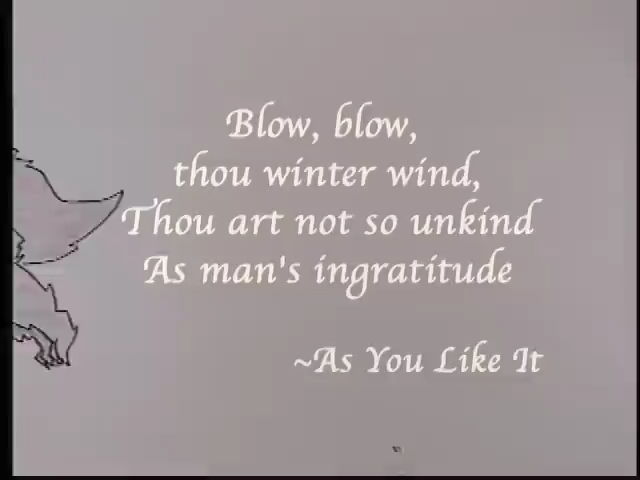 Blow, blow,
thou winter wind,
Thou art not so unkind
As man's ingratitude
~As You Like It